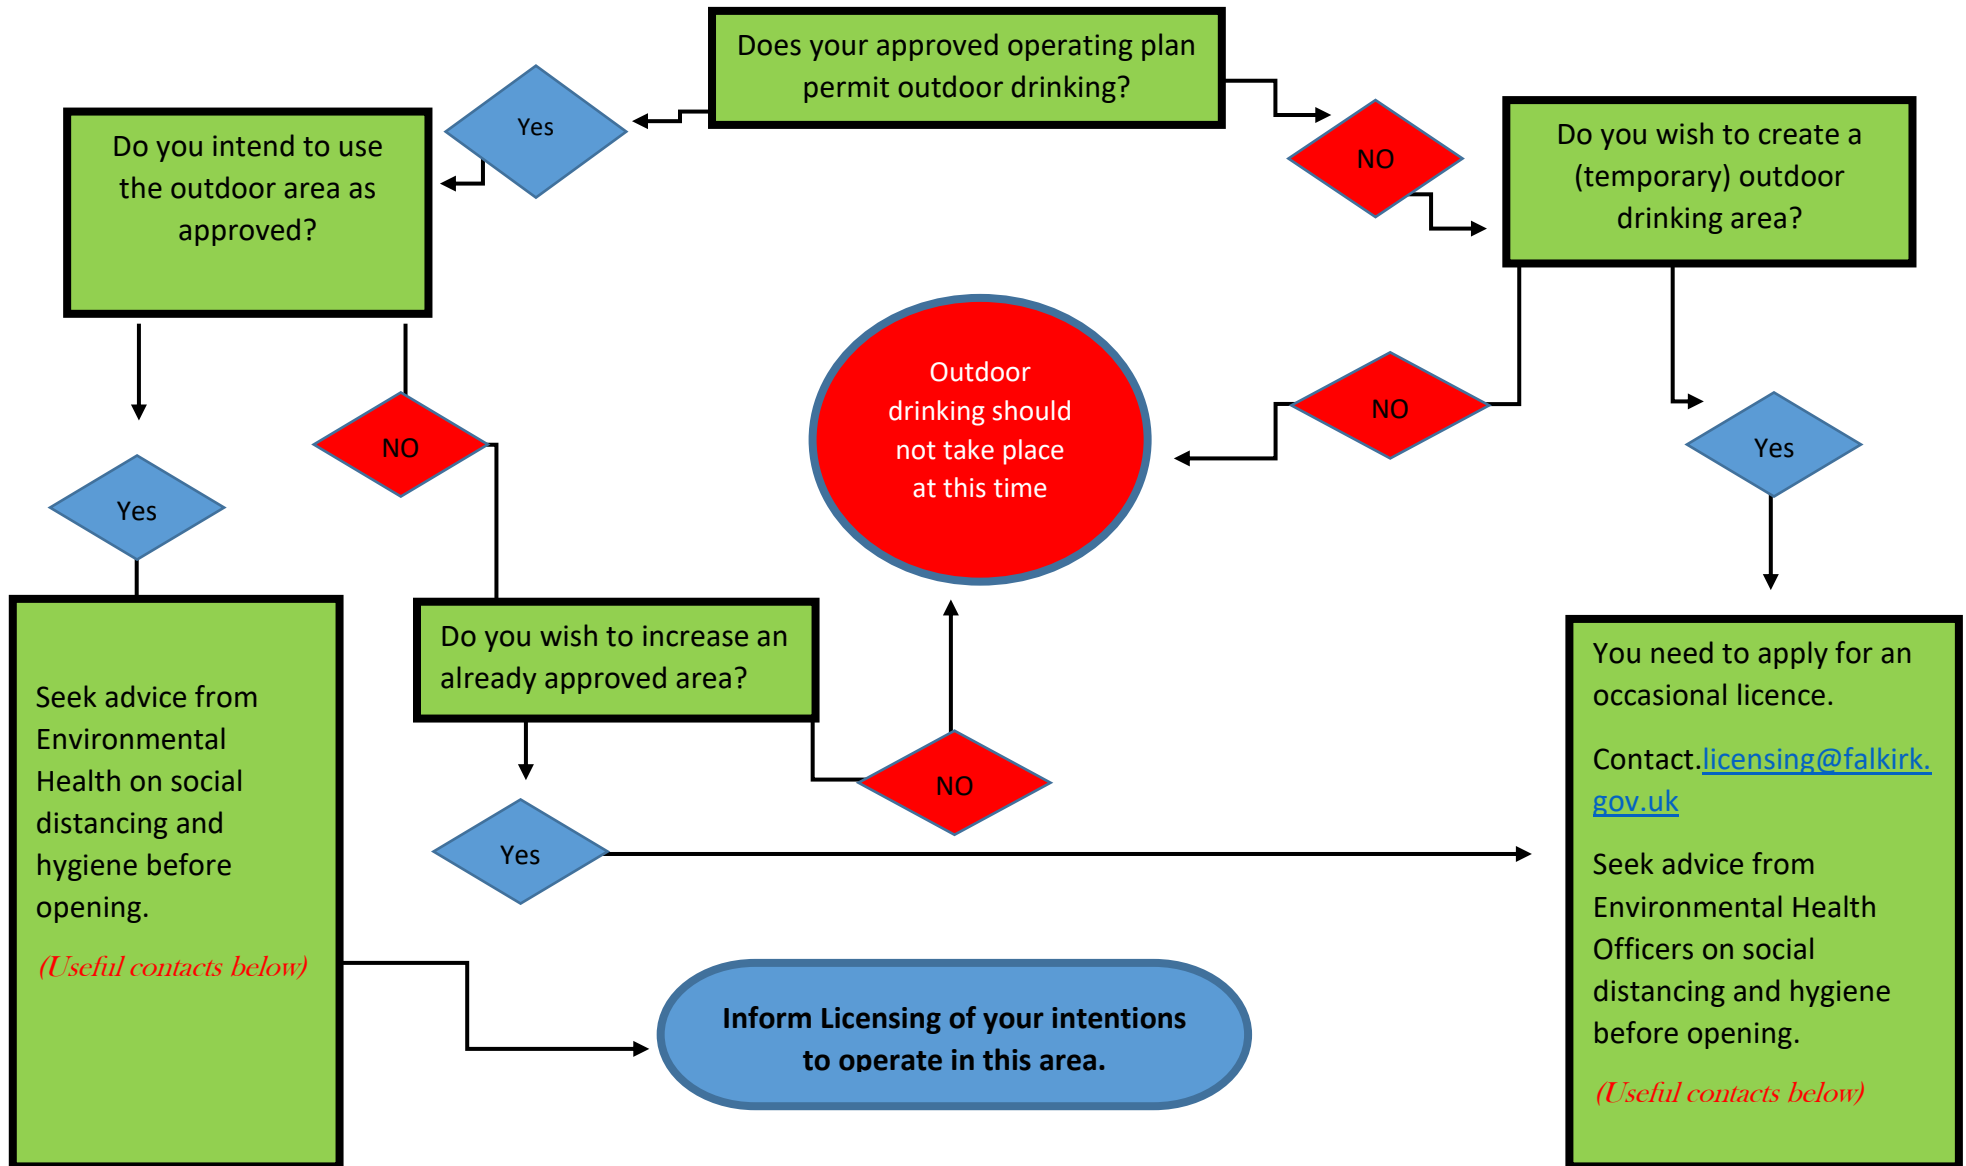 Does your approved operating plan
permit outdoor drinking?
Yes
NO
Do you intend to use
the outdoor area as
approved?
Do you wish to create a
(temporary) outdoor
drinking area?
Outdoor
drinking should
not take place
at this time
NO
Yes
NO
Yes
Do you wish to increase an
already approved area?
NO
Yes
Seek advice from
Environmental
Health on social
distancing and
hygiene before
opening.
(Useful contacts below)
Inform Licensing of your intentions
to operate in this area.
You need to apply for an
occasional licence.
Contact.licensing@falkirk.
gov.uk
Seek advice from
Environmental Health
Officers on social
distancing and hygiene
before opening.
(Useful contacts below)